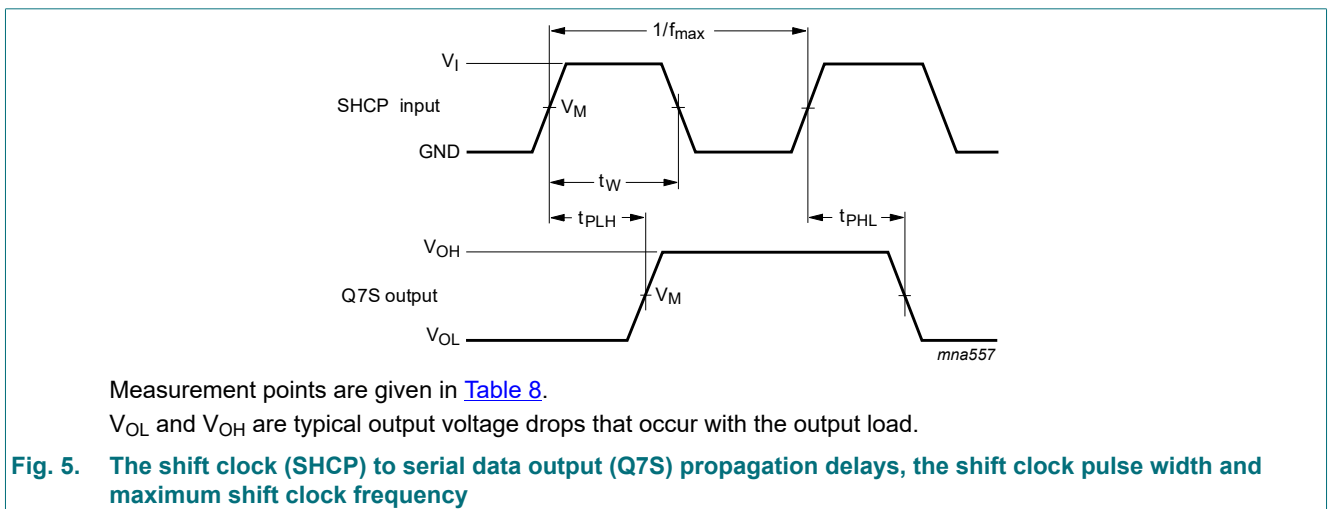 1/fmax
VI
SHCP input
VM
GND
tW
tPLH
tPHL
VOH
Q7S output
VM
VOL
mna557
Measurement points are given in Table 8.
VOL and VOH are typical output voltage drops that occur with the output load.
Fig. 5. The shift clock (SHCP) to serial data output (Q7S) propagation delays, the shift clock pulse width and
maximum shift clock frequency